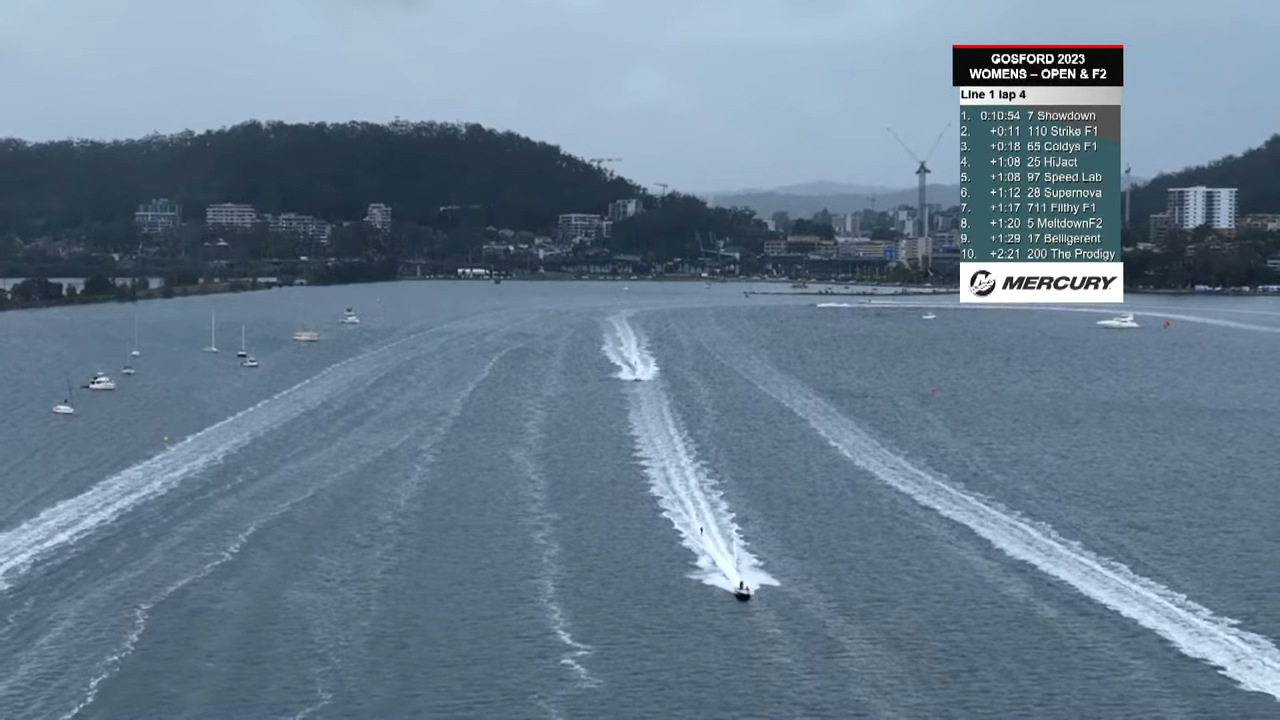 GOSFORD 2023
WOMENS – OPEN & F2
Line 1 lap 4
1. 0:10:54 7 Showdown
2. +0:11 110 Strike F1
3. +0:18 65 Coldys F1
4. +1:08 25 HiJact
5. +1:08 97 Speed Lab
6. +1:12 28 Supernova
7. +1:17 711 Filthy F1
8. +1:20 5 MeltdownF2
9. +1:29 17 Belligerent
10. +2:21 200 The Prodigy
MERCURY